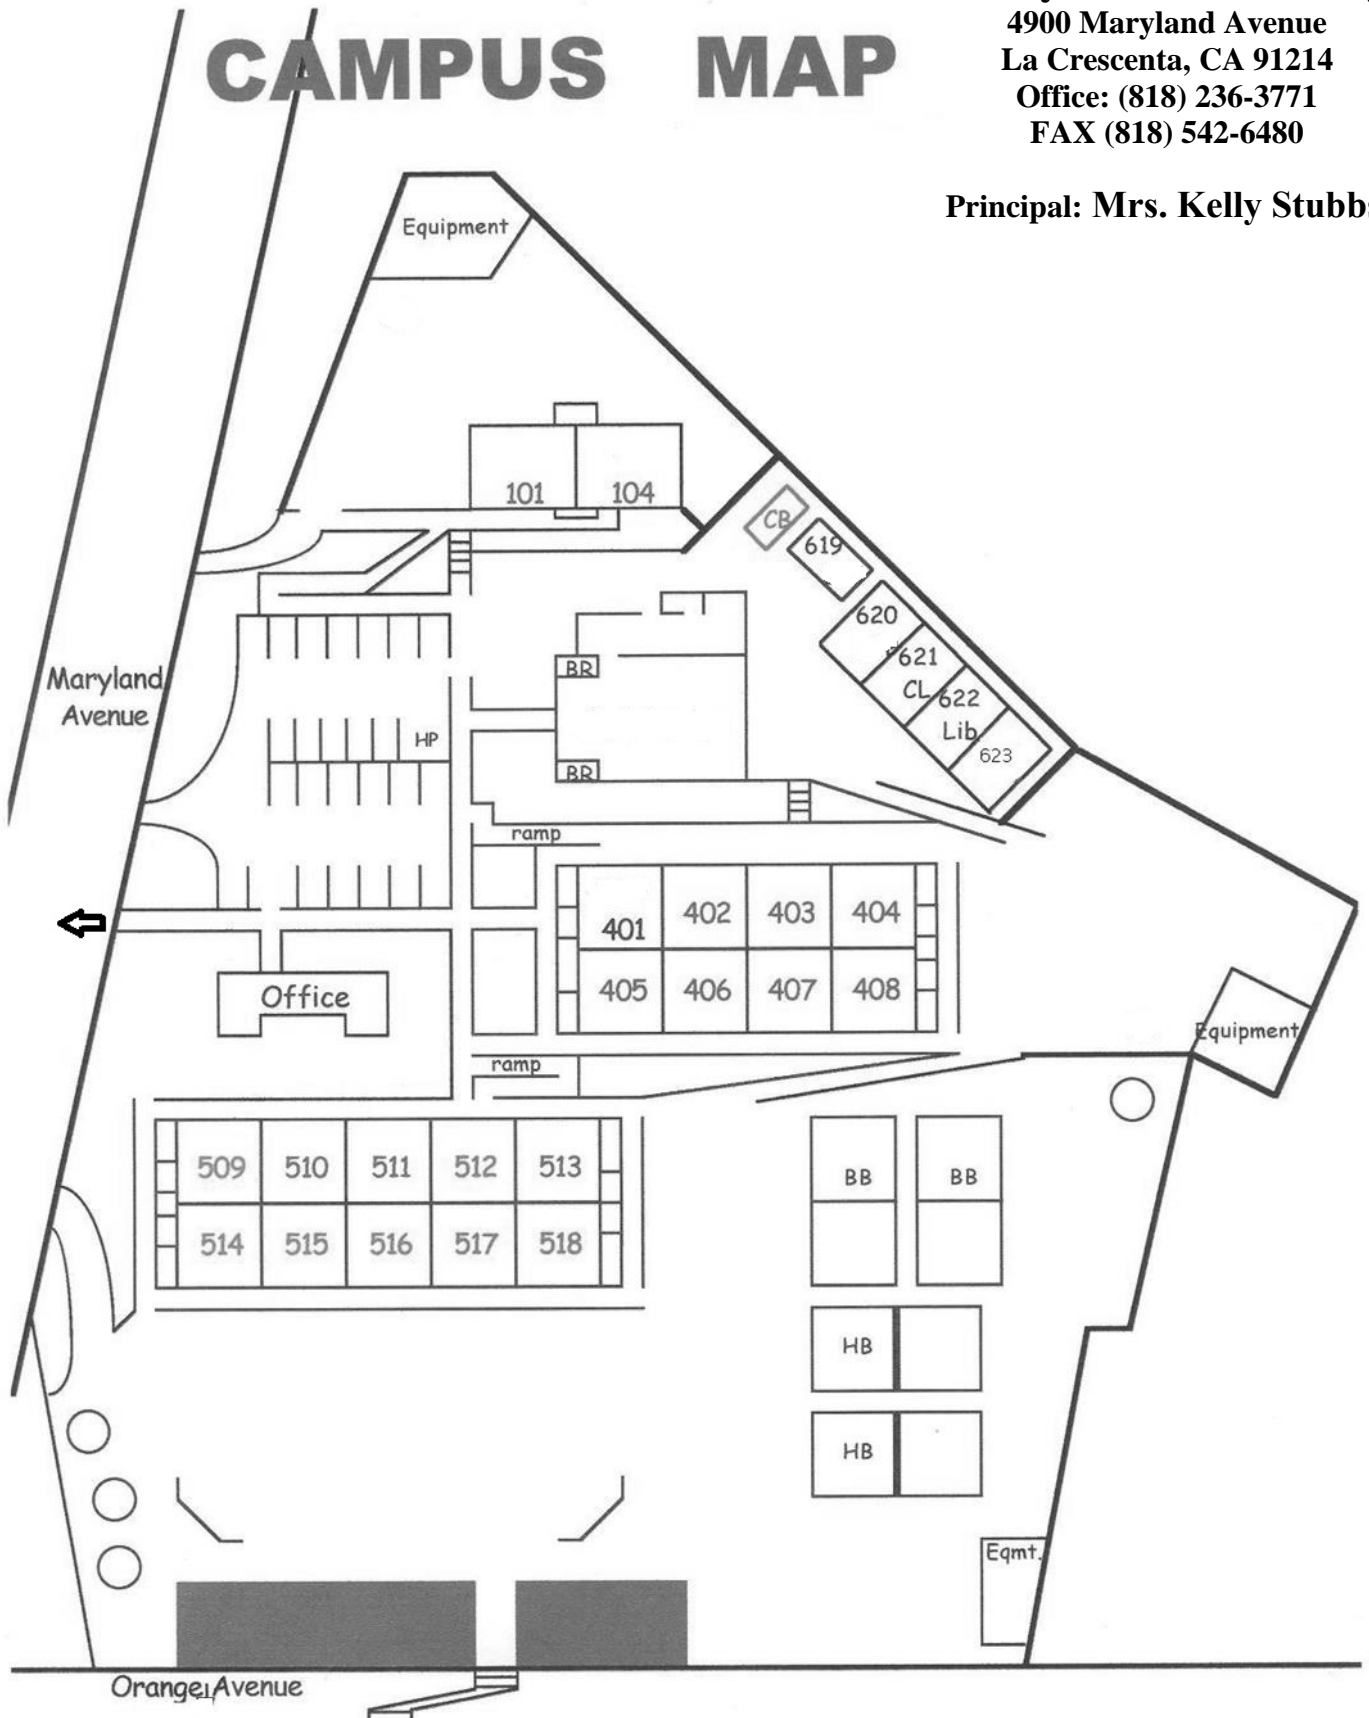 CAMPUS MAP
4900 Maryland Avenue
La Crescenta, CA 91214
Office: (818) 236-3771
FAX (818) 542-6480
Principal: Mrs. Kelly
Equipment
101 104
CB
619
620
621
CL
622
Lib
623
Maryland
Avenue
BR
HP
BR
ramp
401 402 403 404
405 406 407 408
Office
Equipment
ramp
509 510 511 512 513
514 515 516 517 518
BB BB
HB
HB
Eqmt.
Orange Avenue